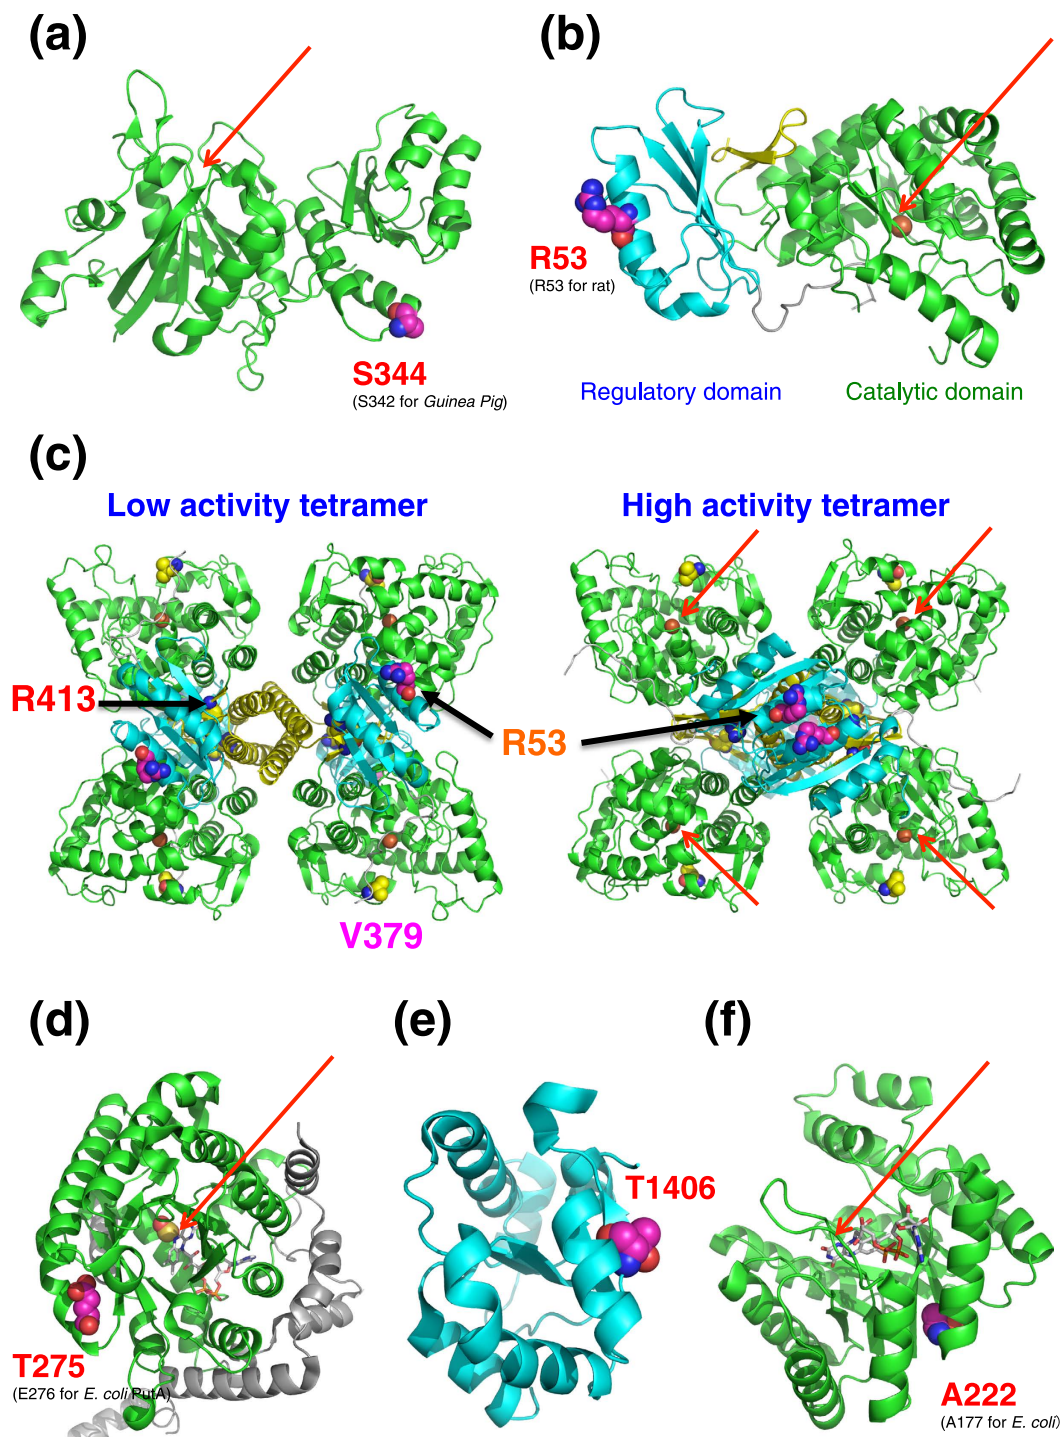 (a)
(b)
S344
(S342 for Guinea Pig)
R53
(R53 for rat)
Regulatory domain
Catalytic domain
(c)
Low activity tetramer
High activity tetramer
R413
R53
V379
(d)
(e)
(f)
T1406
T275
(E276 for E. coli PutA)
A222
(A177 for E. coli)